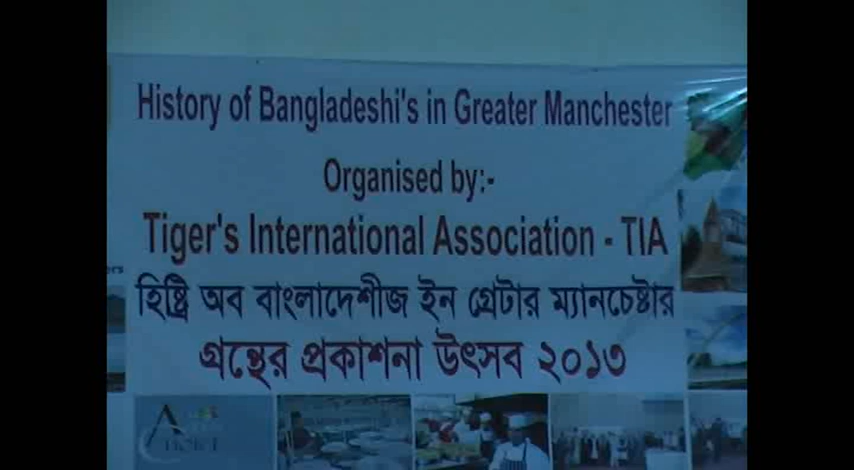 History of Bangladeshi's in Greater Manchester
Organised by:-
Tiger's International Association - TIA
হিষ্ট্রি অব বাংলাদেশীজ ইন গ্রেটার ম্যানচেষ্টার
গ্রন্থের প্রকাশনা উৎসব ২০১৩